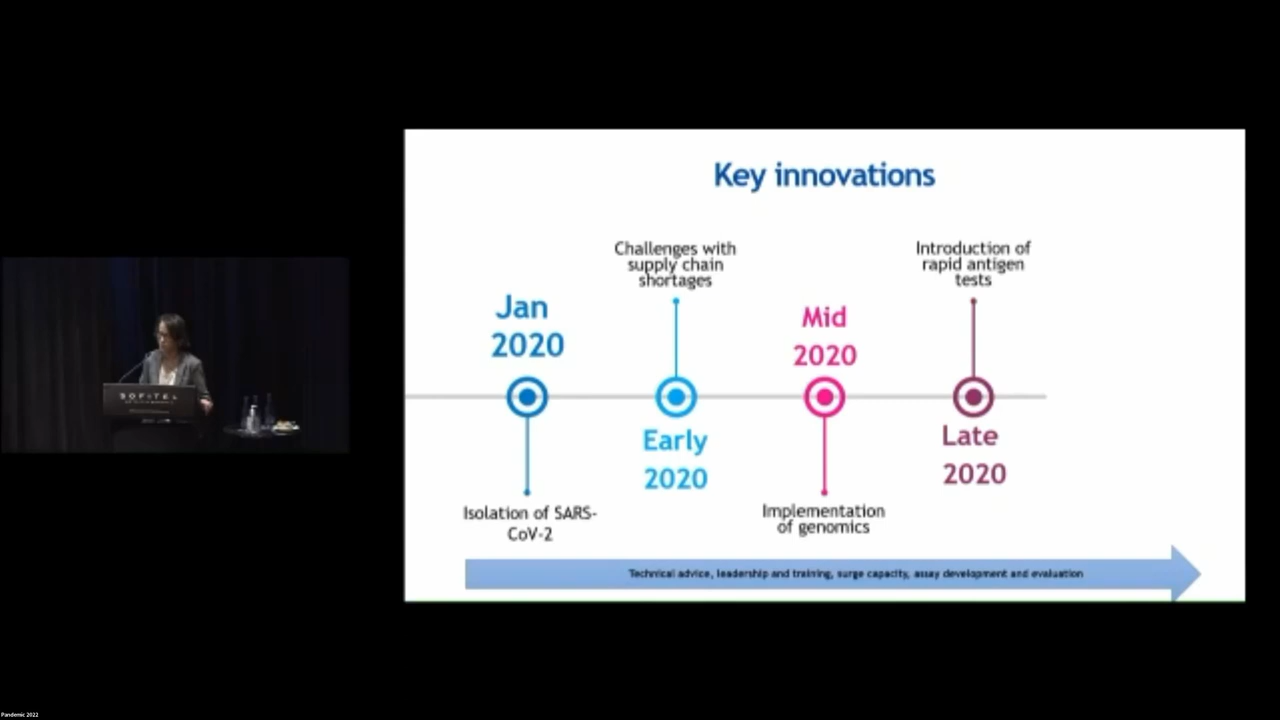 Key innovations
Challenges with
supply chain
shortages
Introduction of
rapid antigen
tests
Jan
2020
Mid
2020
Early
2020
Late
2020
Isolation of SARS-
CoV-2
Implementation
of genomics
Technical advice, leadership and training, surge capacity, assay development and evaluation
SOFITEL
Pandemic 2022